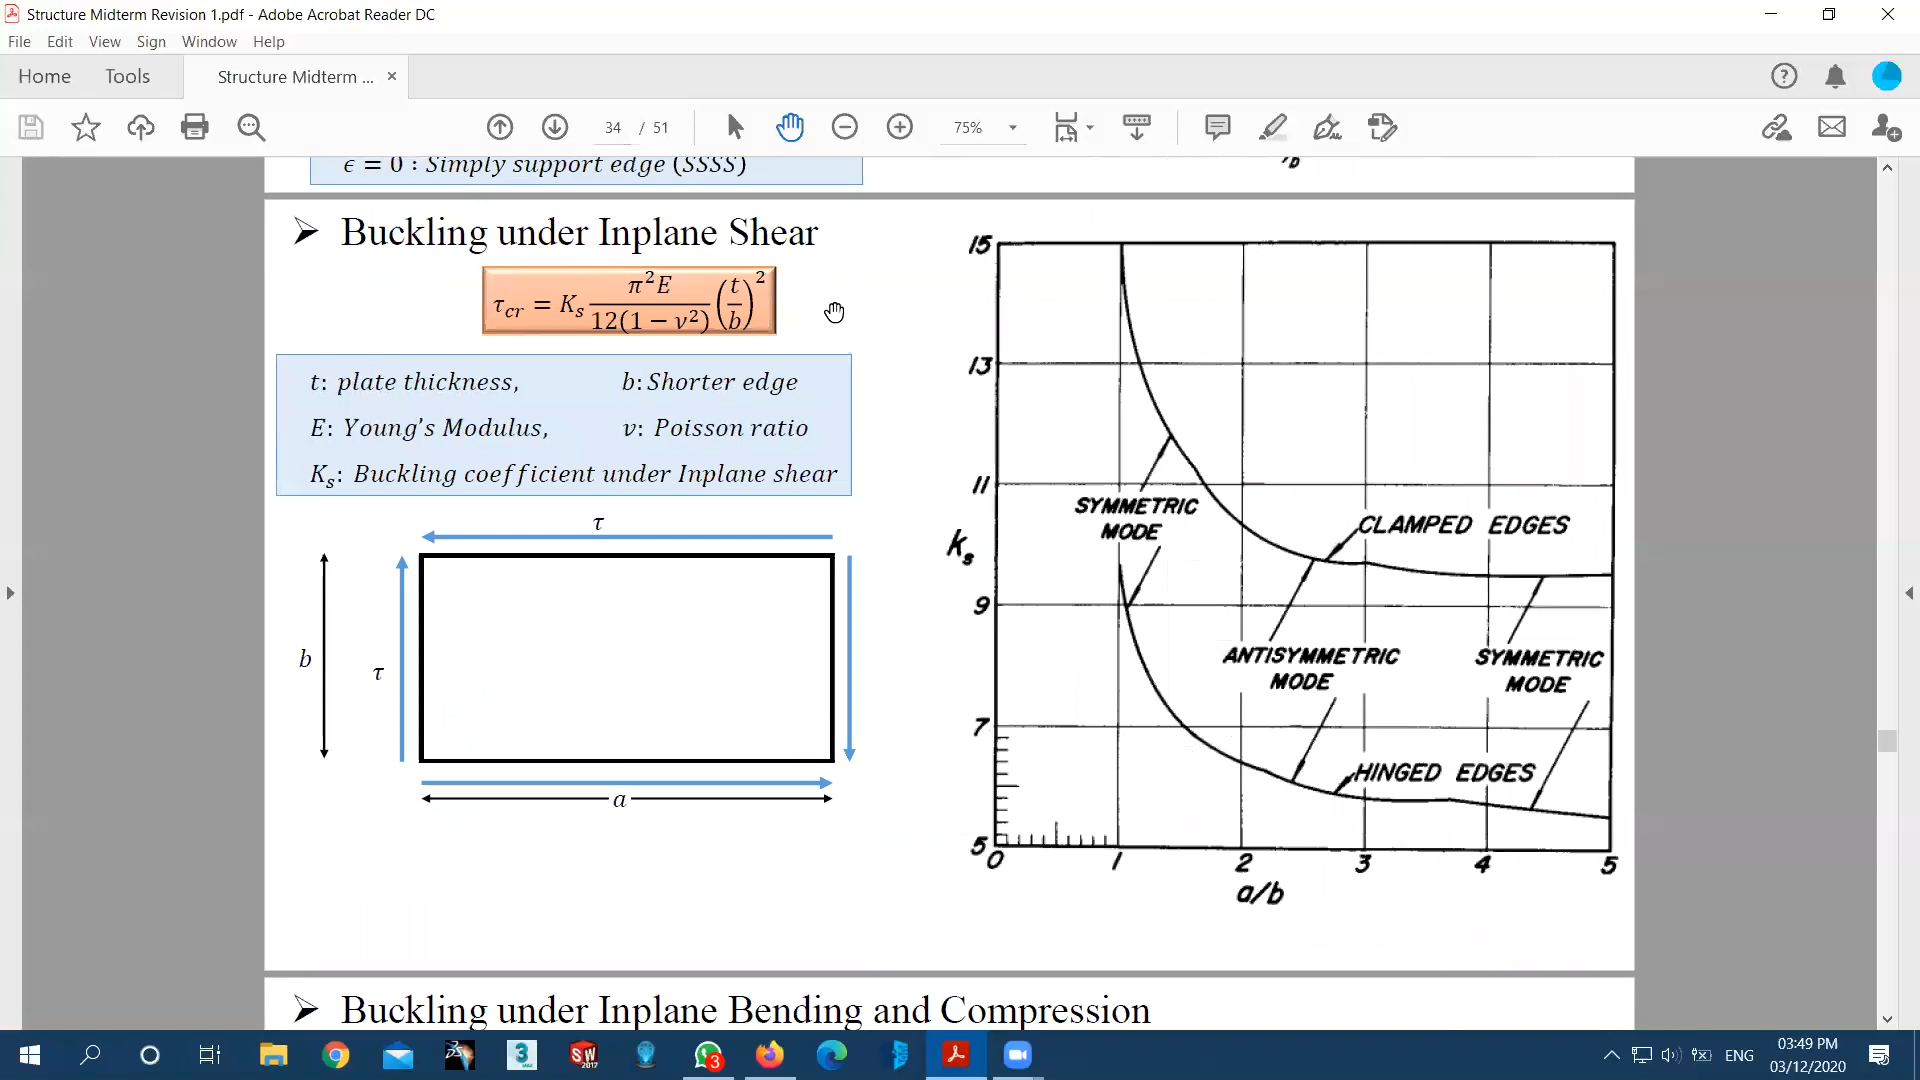 Structure Midterm Revision 1.pdf - Adobe Acrobat Reader DC
File Edit View Sign Window Help
Home Tools Structure Midterm ... ×
34 / 51 75%
ϵ = 0 : Simply support edge (SSSS)
/b
➢ Buckling under Inplane Shear
τcr = Ks π²E / 12(1 − ν²) (t/b)²
t: plate thickness, b: Shorter edge
E: Young's Modulus, ν: Poisson ratio
Ks: Buckling coefficient under Inplane shear
τ
b
τ
a
15
13
11
9
7
5
ks
SYMMETRIC
MODE
CLAMPED EDGES
ANTISYMMETRIC
MODE
SYMMETRIC
MODE
HINGED EDGES
0 1 2 3 4 5
a/b
➢ Buckling under Inplane Bending and Compression
3
SW
2017
3
ENG
03:49 PM
03/12/2020